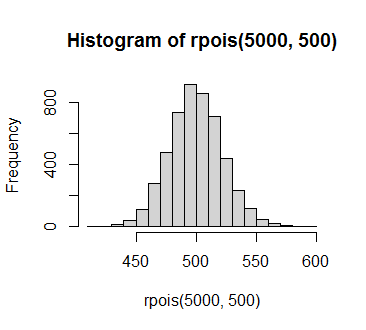 Histogram of rpois(5000, 500)
Frequency
800
400
0
450 500 550 600
rpois(5000, 500)